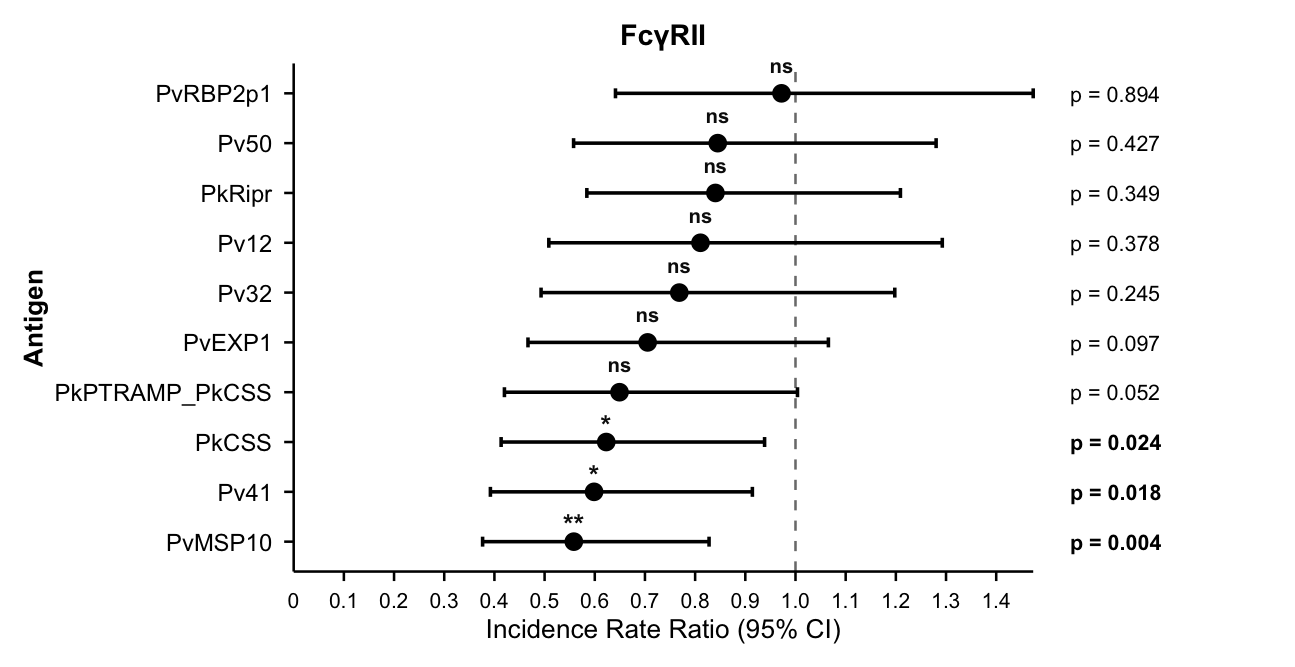 FcγRII
ns
PvRBP2p1 p = 0.894
ns
Pv50 p = 0.427
ns
PkRipr p = 0.349
ns
Pv12 p = 0.378
ns
Pv32 p = 0.245
ns
PvEXP1 p = 0.097
ns
PkPTRAMP_PkCSS p = 0.052
*
PkCSS p = 0.024
*
Pv41 p = 0.018
**
PvMSP10 p = 0.004
Antigen
0 0.1 0.2 0.3 0.4 0.5 0.6 0.7 0.8 0.9 1.0 1.1 1.2 1.3 1.4
Incidence Rate Ratio (95% CI)